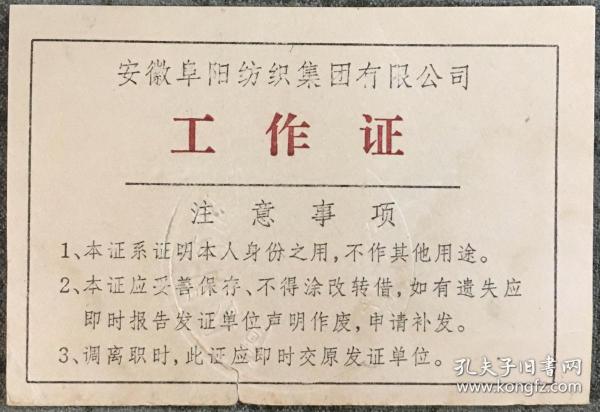 安徽阜阳纺织集团有限公司
工作证
注意事项
1、本证系证明本人身份之用,不作其他用途。
2、本证应妥善保存、不得涂改转借,如有遗失应
即时报告发证单位声明作废,申请补发。
3、调离职时,此证应即时交原发证单位。
孔夫子旧书网
www.kongfz.com